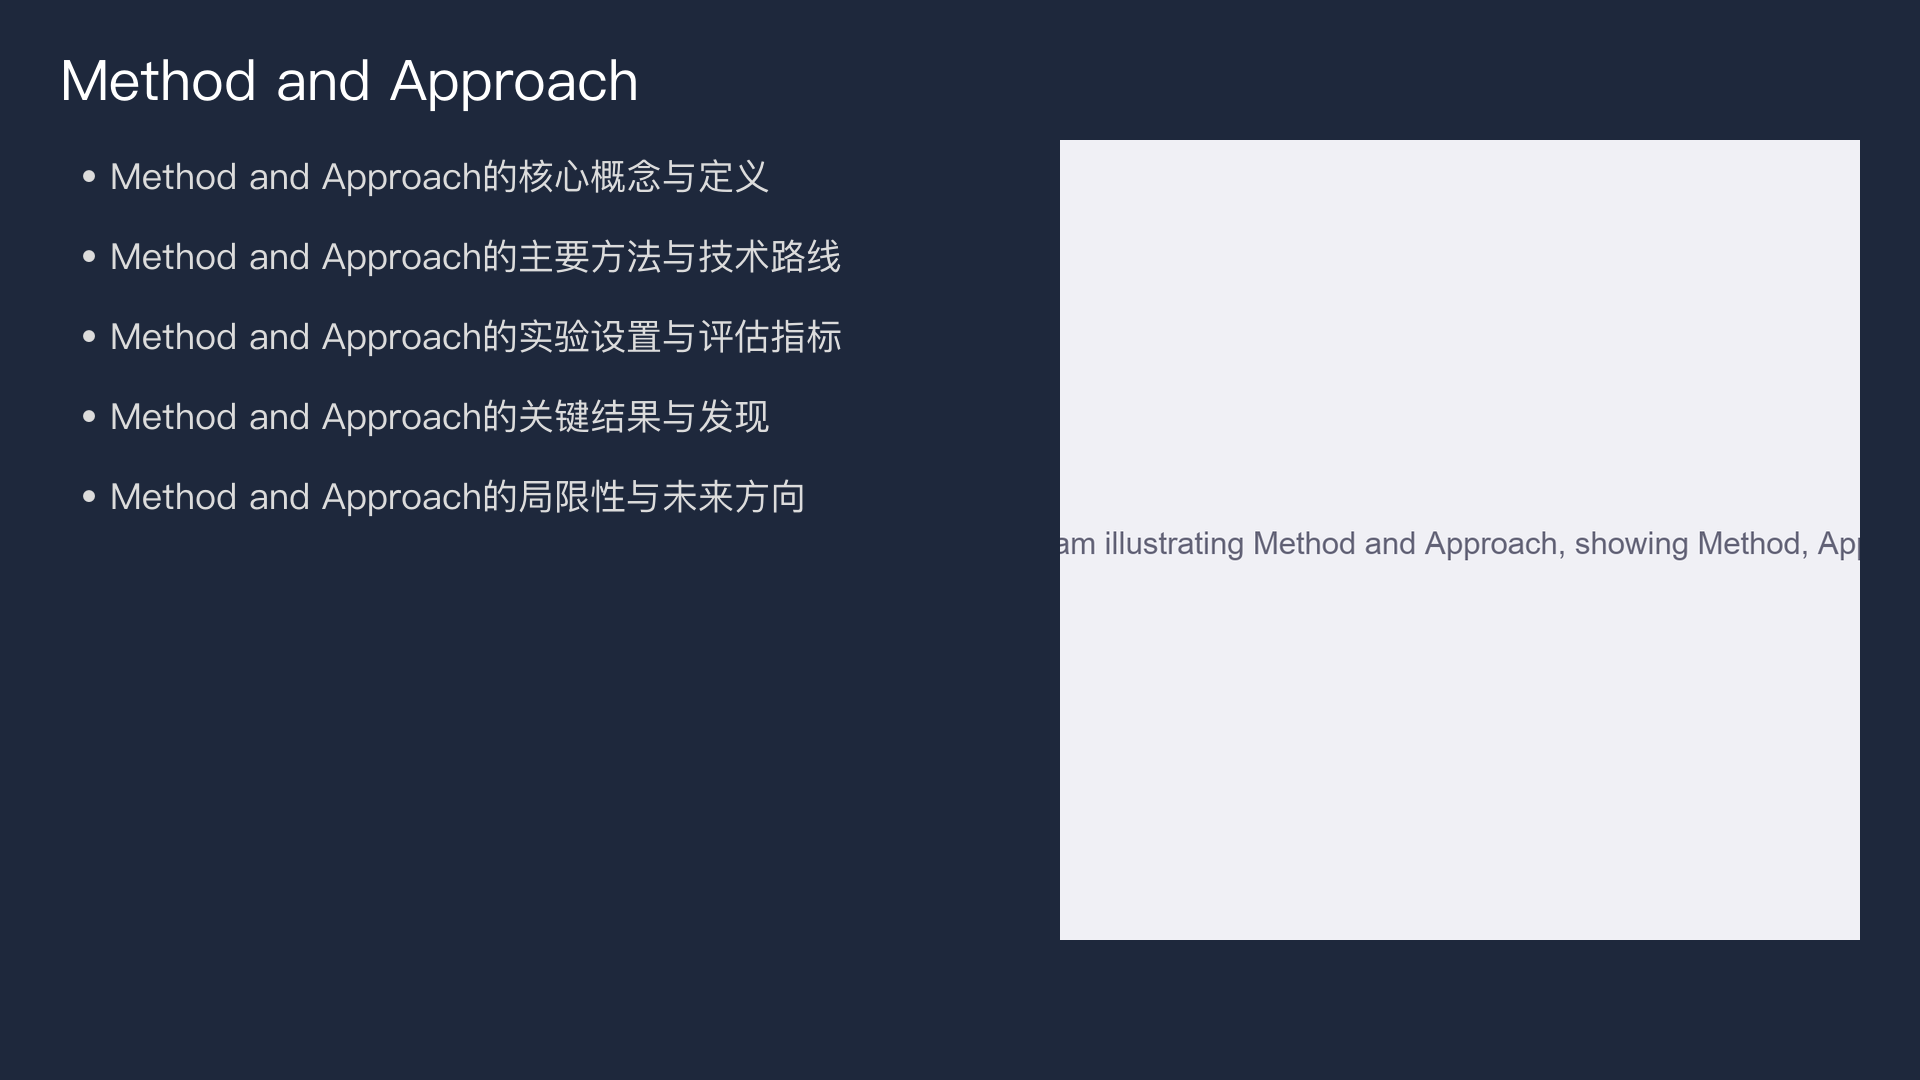 Method and Approach
• Method and Approach的核心概念与定义
• Method and Approach的主要方法与技术路线
• Method and Approach的实验设置与评估指标
• Method and Approach的关键结果与发现
• Method and Approach的局限性与未来方向
am illustrating Method and Approach, showing Method, App